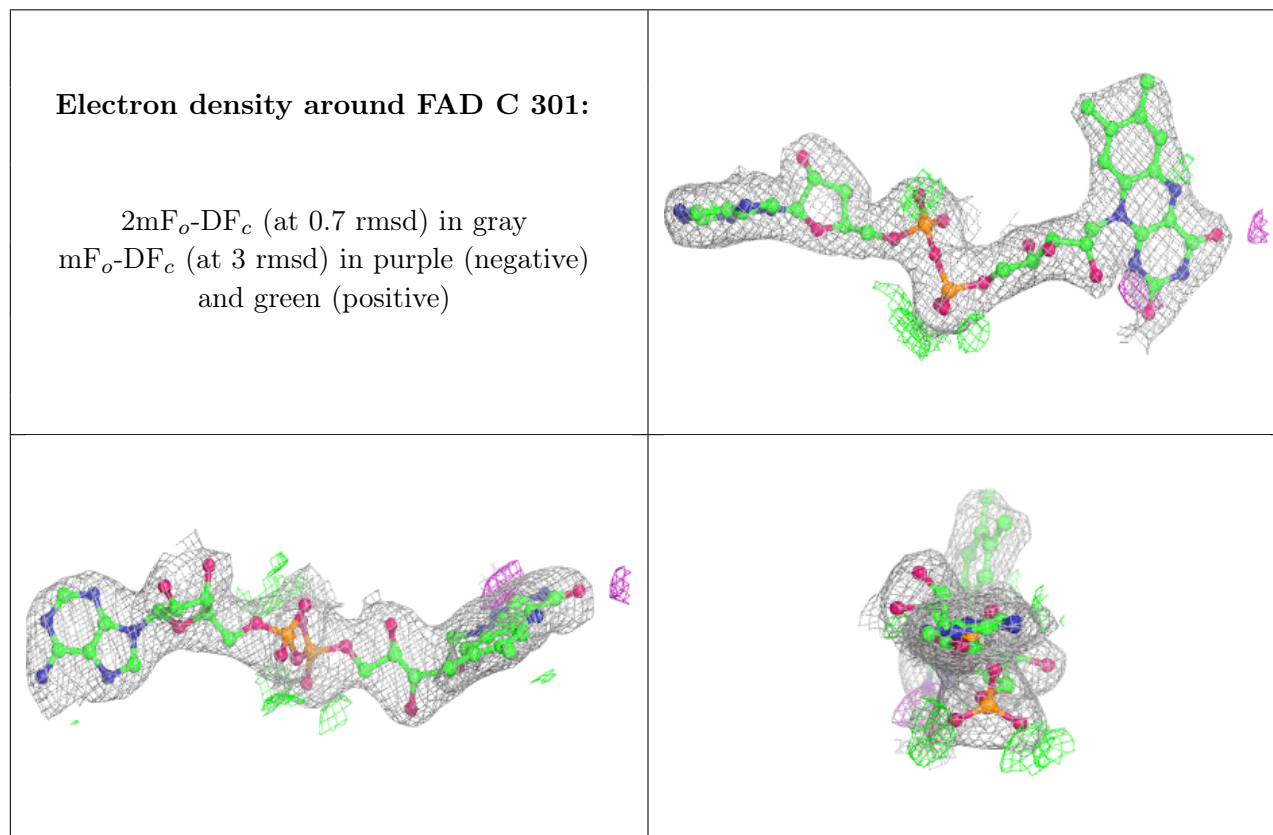 Electron density around FAD C 301:
2mFₒ-DF𝒸 (at 0.7 rmsd) in gray
mFₒ-DF𝒸 (at 3 rmsd) in purple (negative)
and green (positive)